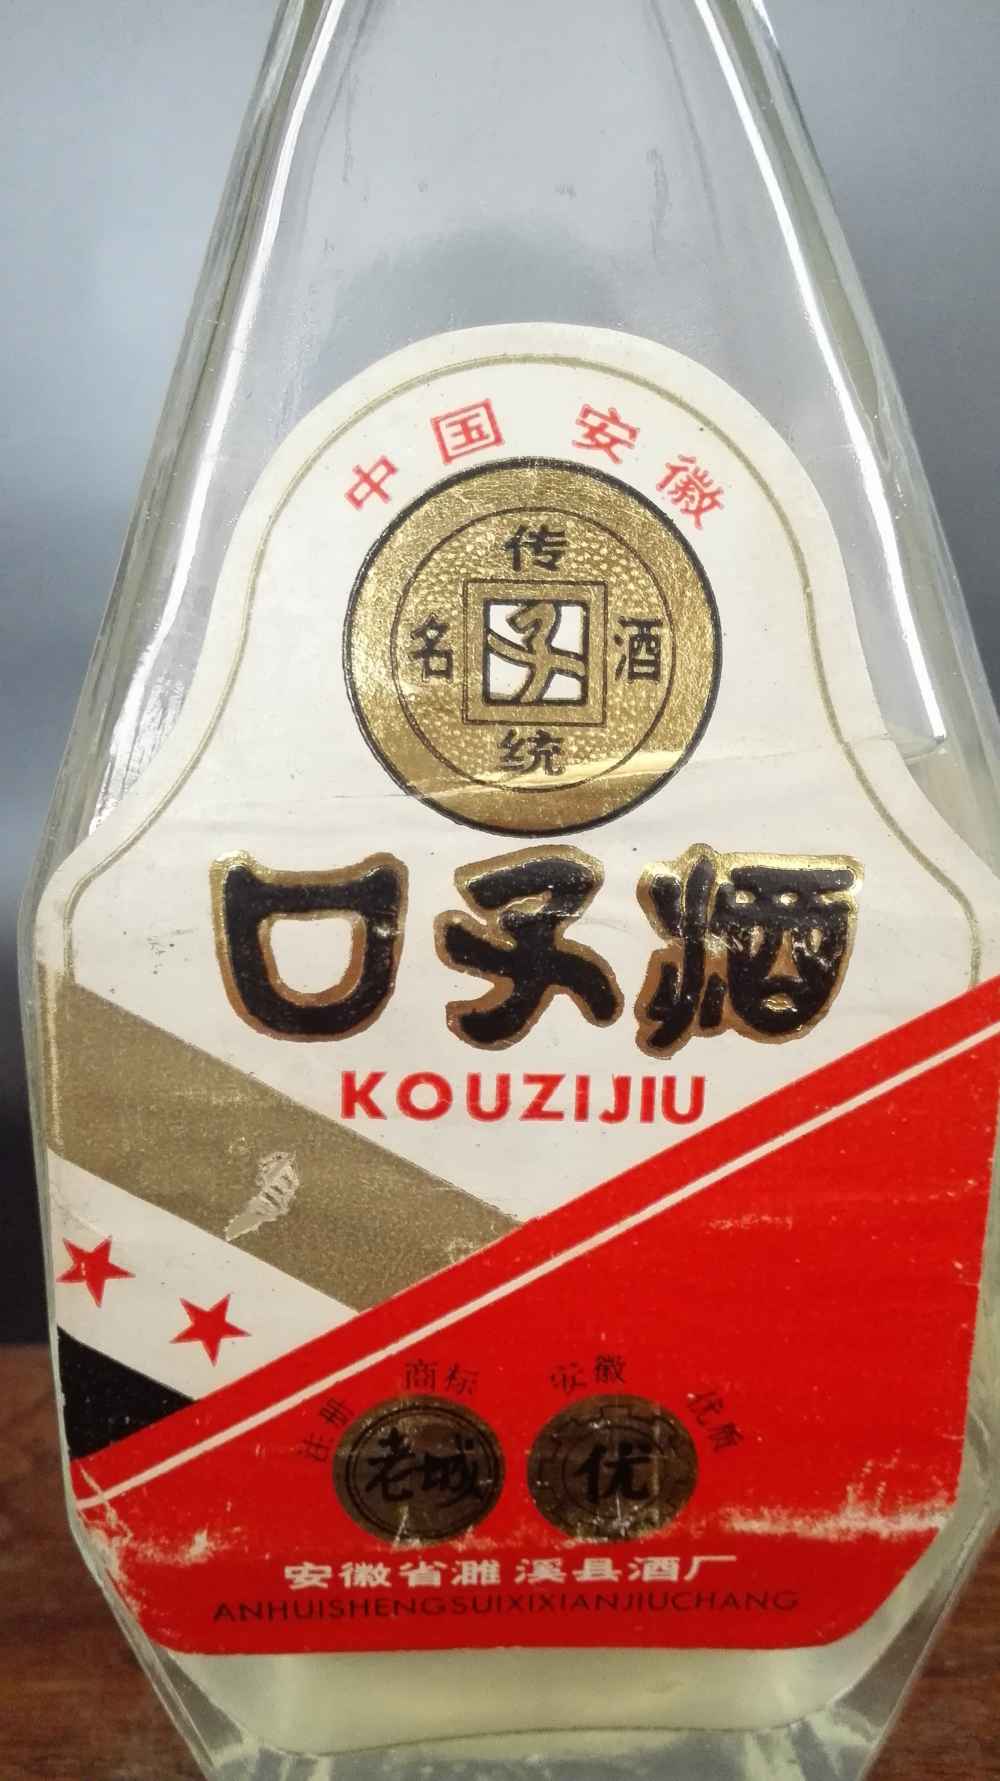 中国安徽
传统名酒
子
口子酒
KOUZIJIU
注册商标 安徽优质
老城 优
安徽省濉溪县酒厂
ANHUISHENGSUIXIXIANJIUCHANG